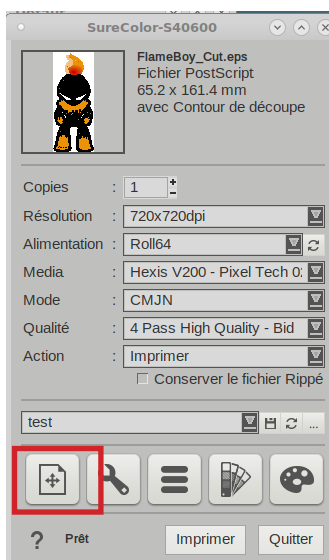 SureColor-S40600
FlameBoy_Cut.eps
Fichier PostScript
65.2 x 161.4 mm
avec Contour de découpe
Copies : 1
Résolution : 720x720dpi
Alimentation : Roll64
Media : Hexis V200 - Pixel Tech 02
Mode : CMJN
Qualité : 4 Pass High Quality - Bid
Action : Imprimer
Conserver le fichier Rippé
test
...
? Prêt Imprimer Quitter